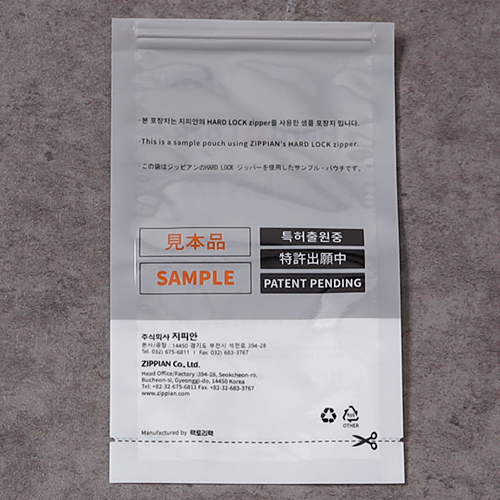 · 본 포장지는 지피안의 HARD LOCK zipper를 사용한 샘플 포장지 입니다.
·This is a sample pouch using ZIPPIAN's HARD LOCK zipper.
·この袋はジッピアンのHARD LOCK ジッパーを使用したサンプル・パウチです。
見本品
SAMPLE
특허출원중
特許出願中
PATENT PENDING
주식회사 지피안
본사/공장 : 14450 경기도 부천시 석천로 394-28
Tel. 032) 675-6811 | Fax. 032) 683-3767
ZIPPIAN Co., Ltd.
Head Office/Factory :394-28, Seokcheon-ro,
Bucheon-si, Gyeonggi-do, 14450 Korea
Tel: +82-32-675-6811 Fax: +82-32-683-3767
www.zippian.com
OTHER
Manufactured by 팩토리팩